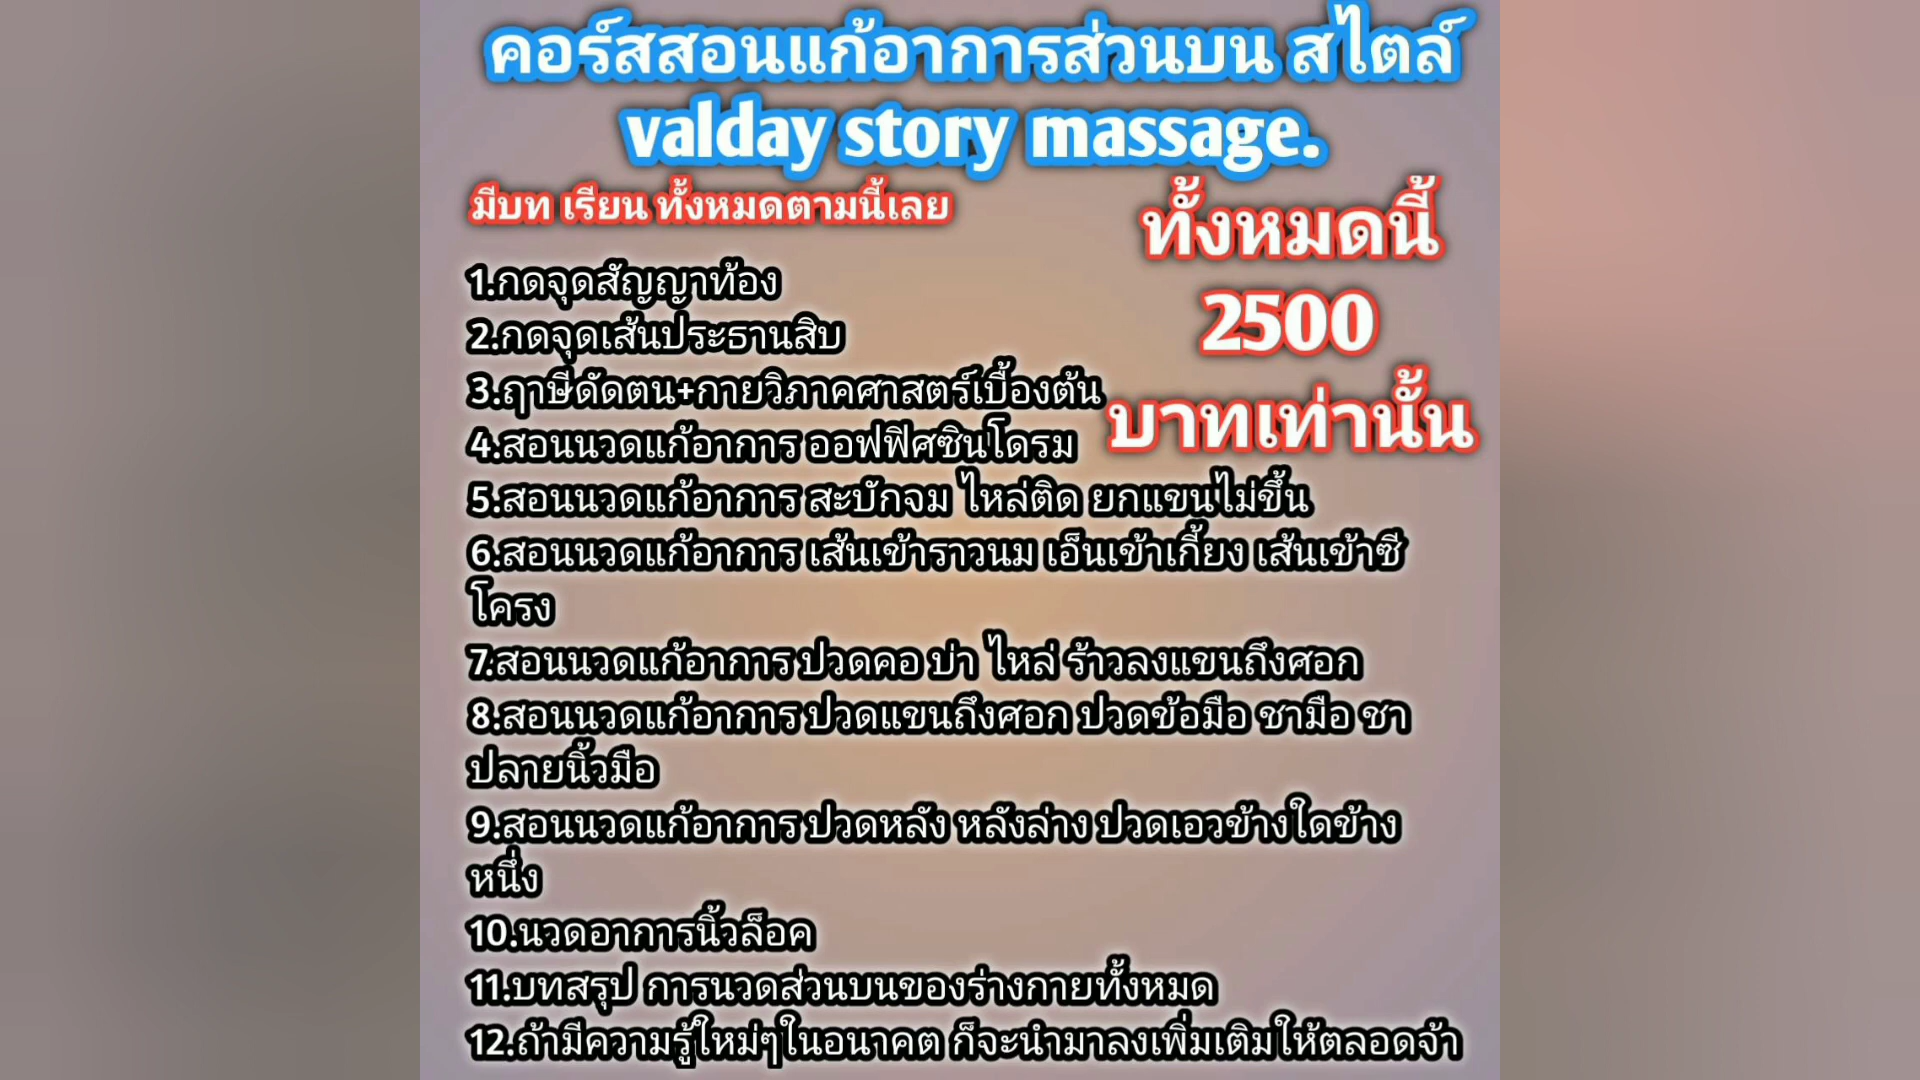 คอร์สสอนแก้อาการส่วนบน สไตล์
valday story massage.
มีบท เรียน ทั้งหมดตามนี้เลย
ทั้งหมดนี้
2500
บาทเท่านั้น
1.กดจุดสัญญาท้อง
2.กดจุดเส้นประธานสิบ
3.ฤาษีดัดตน+กายวิภาคศาสตร์เบื้องต้น
4.สอนนวดแก้อาการ ออฟฟิศซินโดรม
5.สอนนวดแก้อาการ สะบักจม ไหล่ติด ยกแขนไม่ขึ้น
6.สอนนวดแก้อาการ เส้นเข้าราวนม เอ็นเข้าเกี้ยง เส้นเข้าซี
โครง
7.สอนนวดแก้อาการ ปวดคอ บ่า ไหล่ ร้าวลงแขนถึงศอก
8.สอนนวดแก้อาการ ปวดแขนถึงศอก ปวดข้อมือ ชามือ ชา
ปลายนิ้วมือ
9.สอนนวดแก้อาการ ปวดหลัง หลังล่าง ปวดเอวข้างใดข้าง
หนึ่ง
10.นวดอาการนิ้วล็อค
11.บทสรุป การนวดส่วนบนของร่างกายทั้งหมด
12.ถ้ามีความรู้ใหม่ๆในอนาคต ก็จะนำมาลงเพิ่มเติมให้ตลอดจ้า